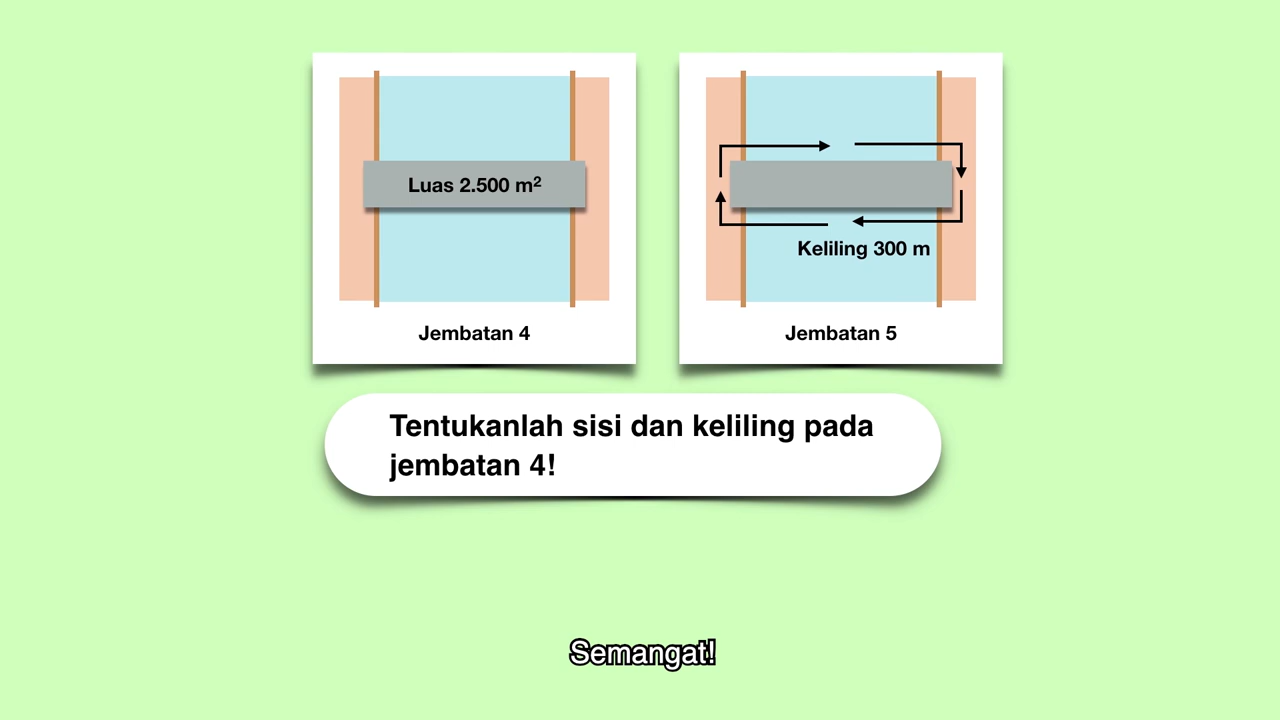 Luas 2.500 m²
Keliling 300 m
Jembatan 4
Jembatan 5
Tentukanlah sisi dan keliling pada
jembatan 4!
Semangat!